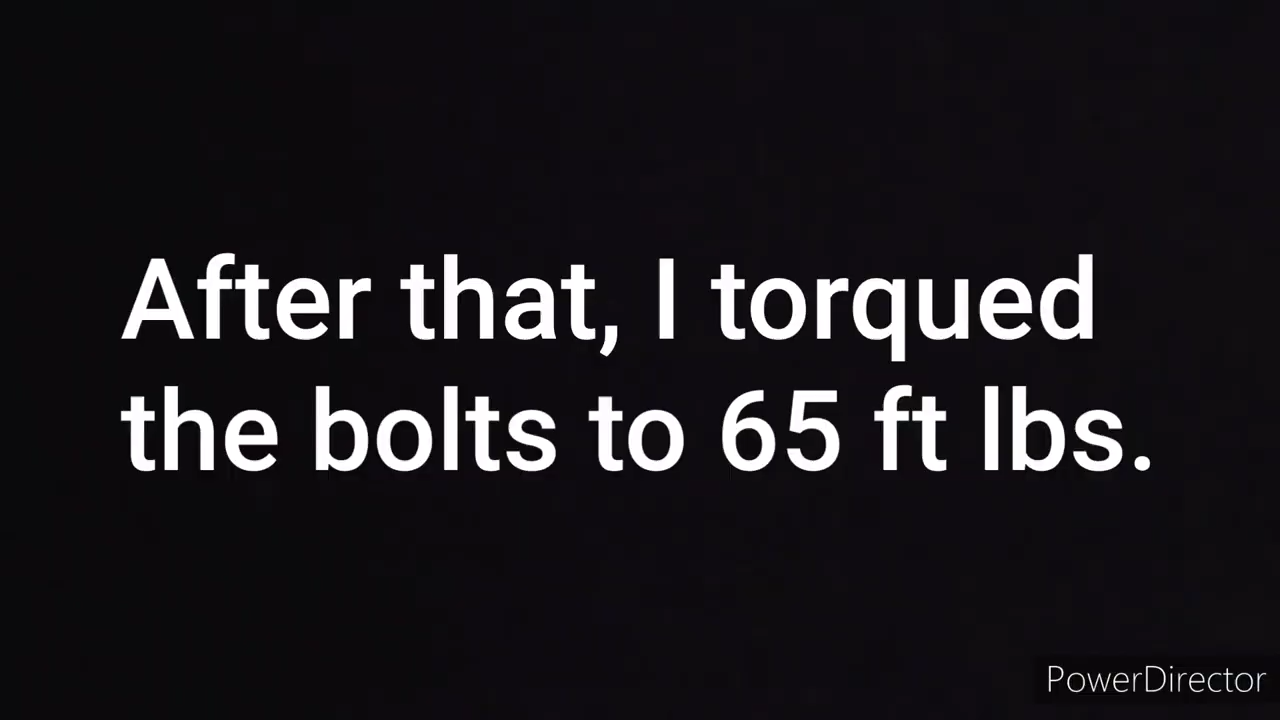 After that, I torqued
the bolts to 65 ft lbs.
PowerDirector